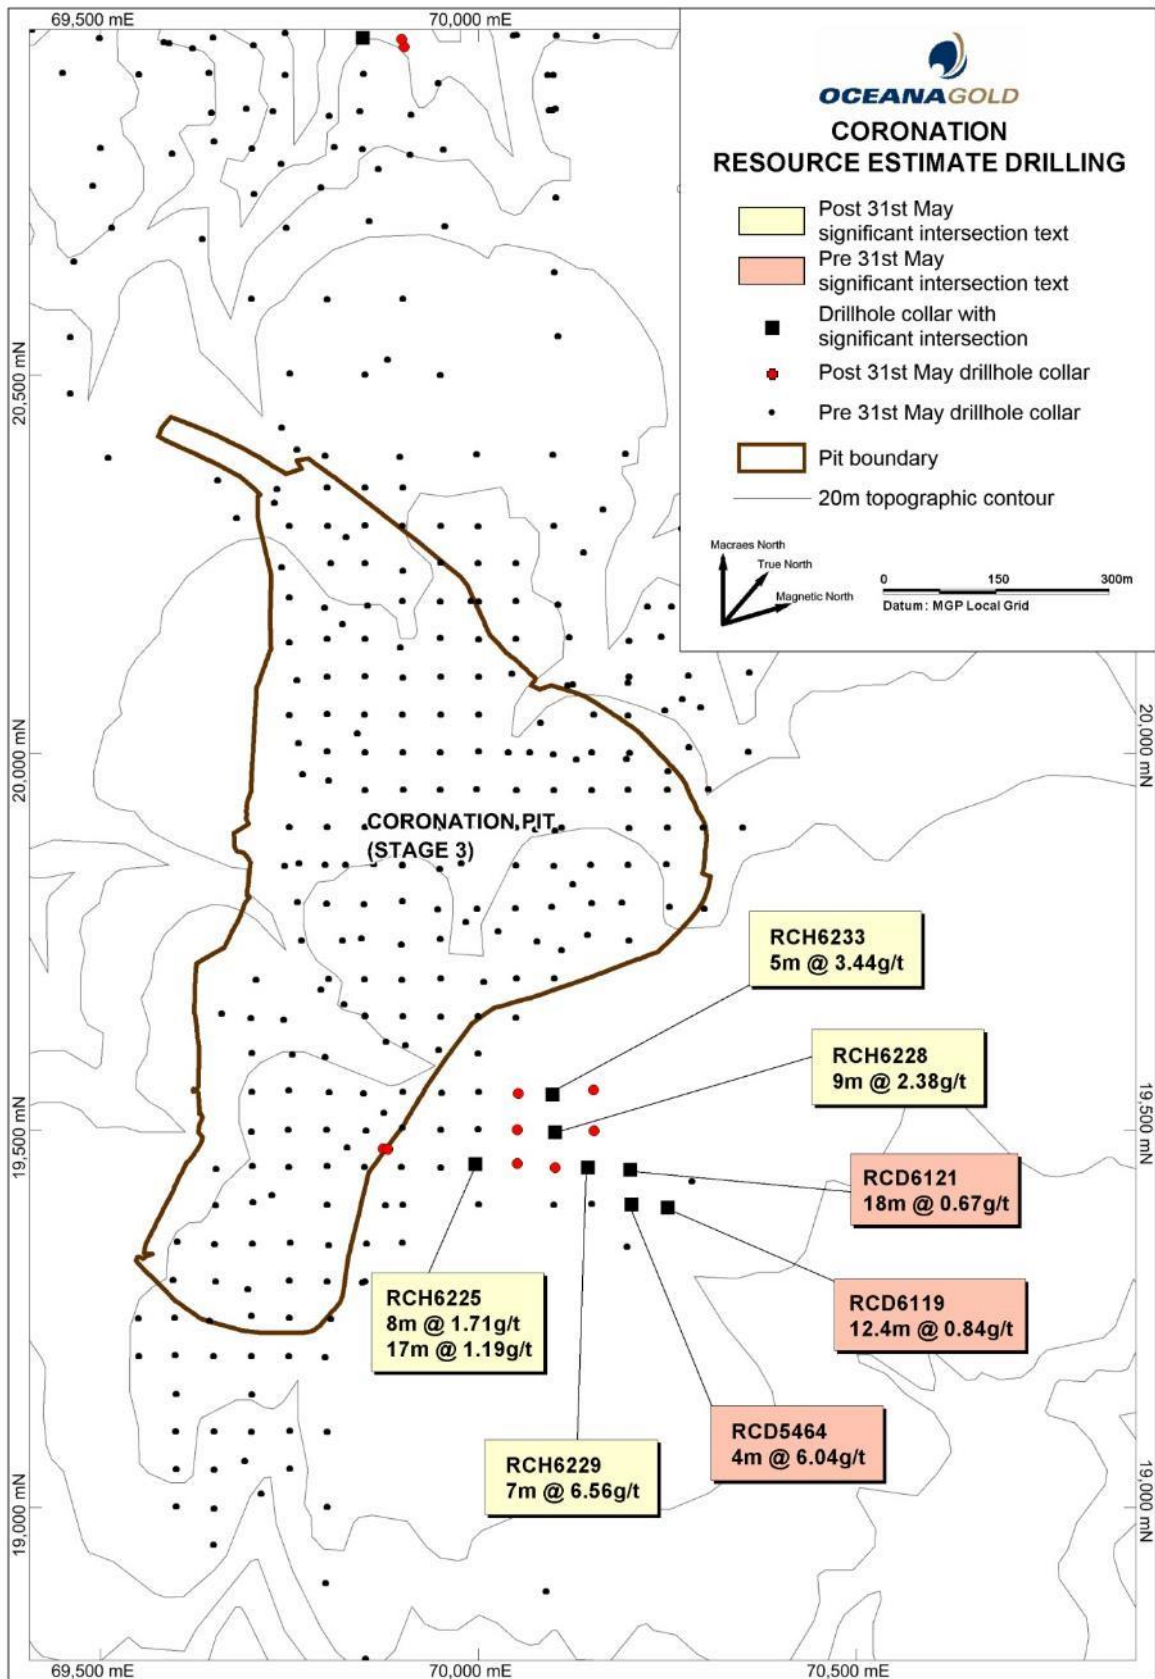 69,500 mE
70,000 mE
OCEANAGOLD
CORONATION
RESOURCE ESTIMATE DRILLING
Post 31st May
significant intersection text
Pre 31st May
significant intersection text
Drillhole collar with
significant intersection
Post 31st May drillhole collar
Pre 31st May drillhole collar
Pit boundary
20m topographic contour
Macraes North
True North
Magnetic North
0 150 300m
Datum: MGP Local Grid
20,500 mN
20,000 mN
20,000 mN
CORONATION PIT
(STAGE 3)
RCH6233
5m @ 3.44g/t
RCH6228
9m @ 2.38g/t
19,500 mN
19,500 mN
RCD6121
18m @ 0.67g/t
RCH6225
8m @ 1.71g/t
17m @ 1.19g/t
RCD6119
12.4m @ 0.84g/t
RCD5464
4m @ 6.04g/t
RCH6229
7m @ 6.56g/t
19,000 mN
19,000 mN
69,500 mE
70,000 mE
70,500 mE